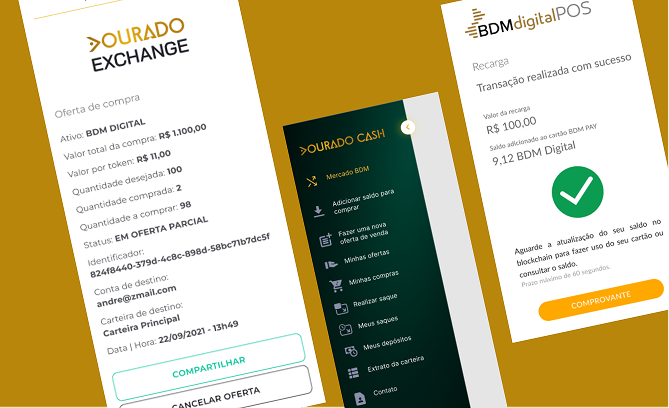 DOURADO
EXCHANGE
Oferta de compra
Ativo: BDM DIGITAL
Valor total da compra: R$ 1.100,00
Valor por token: R$ 11,00
Quantidade desejada: 100
Quantidade comprada: 2
Quantidade a comprar: 98
Status: EM OFERTA PARCIAL
Identificador:
824f8440-379d-4c8c-898d-58bc71b7dc5f
Conta de destino:
andre@zmail.com
Carteira de destino:
Carteira Principal
Data | Hora: 22/09/2021 - 13h49
COMPARTILHAR
CANCELAR OFERTA
DOURADO CASH
Mercado BDM
Adicionar saldo para
comprar
Fazer uma nova
oferta de venda
Minhas ofertas
Minhas compras
Realizar saque
Meus saques
Meus depósitos
Extrato da carteira
Contato
BDMdigitalPOS
Recarga
Transação realizada com sucesso
Valor da recarga
R$ 100,00
Saldo adicionado ao cartão BDM PAY
9,12 BDM Digital
Aguarde a atualização do seu saldo no
blockchain para fazer uso do seu cartão ou
consultar o saldo.
Prazo máximo de 60 segundos.
COMPROVANTE